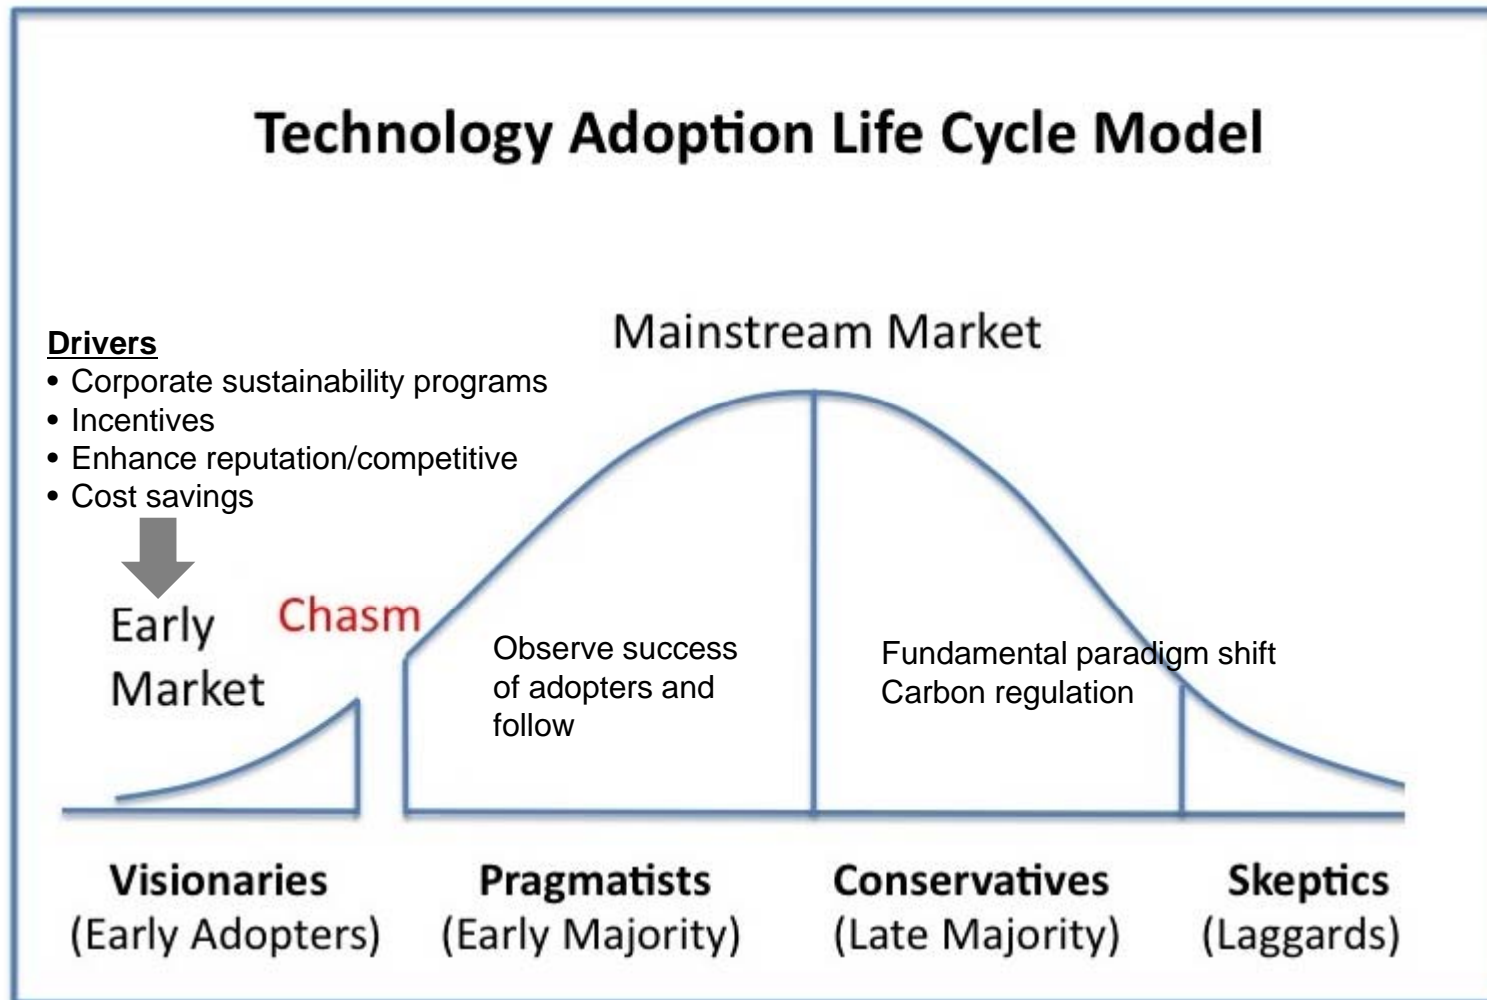 Technology Adoption Life Cycle Model
Mainstream Market
Drivers
• Corporate sustainability programs
• Incentives
• Enhance reputation/competitive
• Cost savings
Early
Market
Chasm
Observe success
of adopters and
follow
Fundamental paradigm shift
Carbon regulation
Visionaries
(Early Adopters)
Pragmatists
(Early Majority)
Conservatives
(Late Majority)
Skeptics
(Laggards)